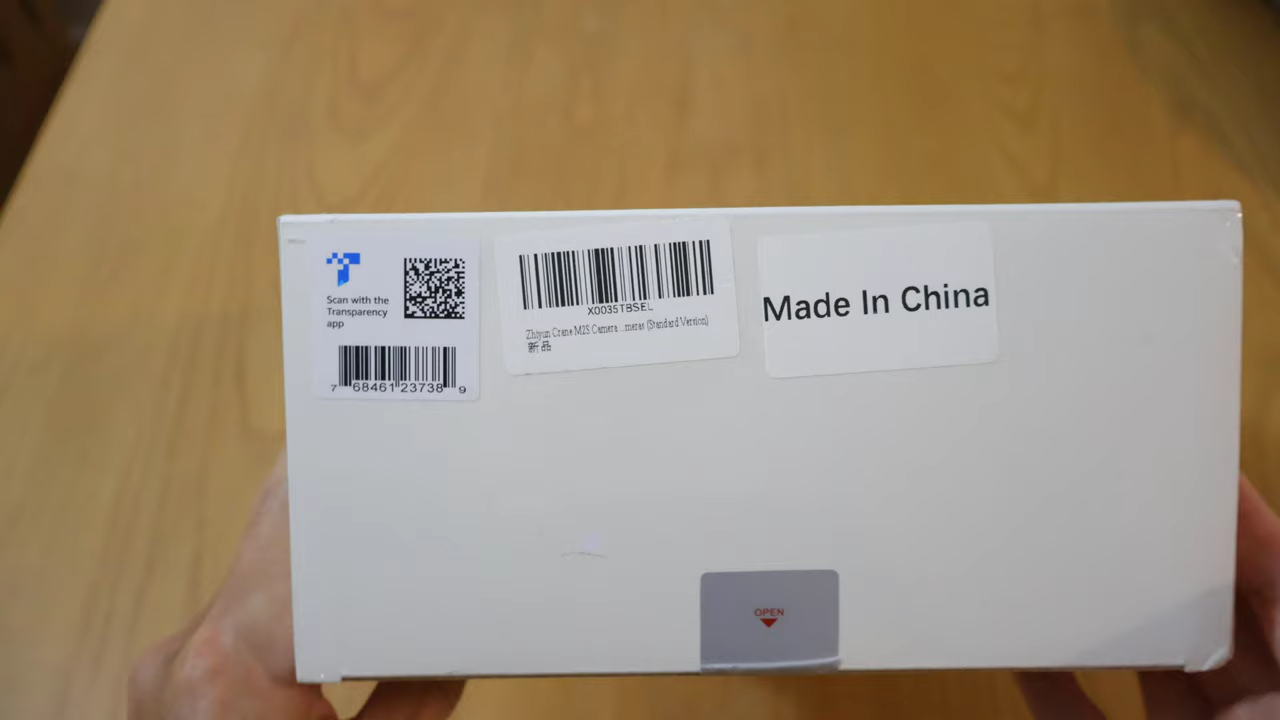 Scan with the
Transparency
app
7 68461 23738 9
X0035TBSEL
Zhiyun Crane M2S Camera ...meras (Standard Version)
新品
Made In China
OPEN